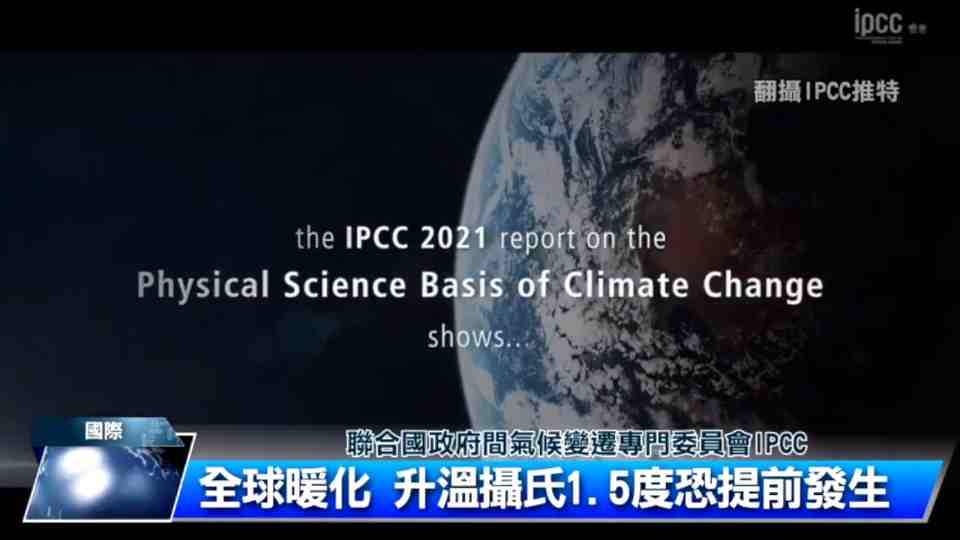 ipcc
翻攝IPCC推特
the IPCC 2021 report on the
Physical Science Basis of Climate Change
shows...
國際
聯合國政府間氣候變遷專門委員會IPCC
全球暖化 升溫攝氏1.5度恐提前發生